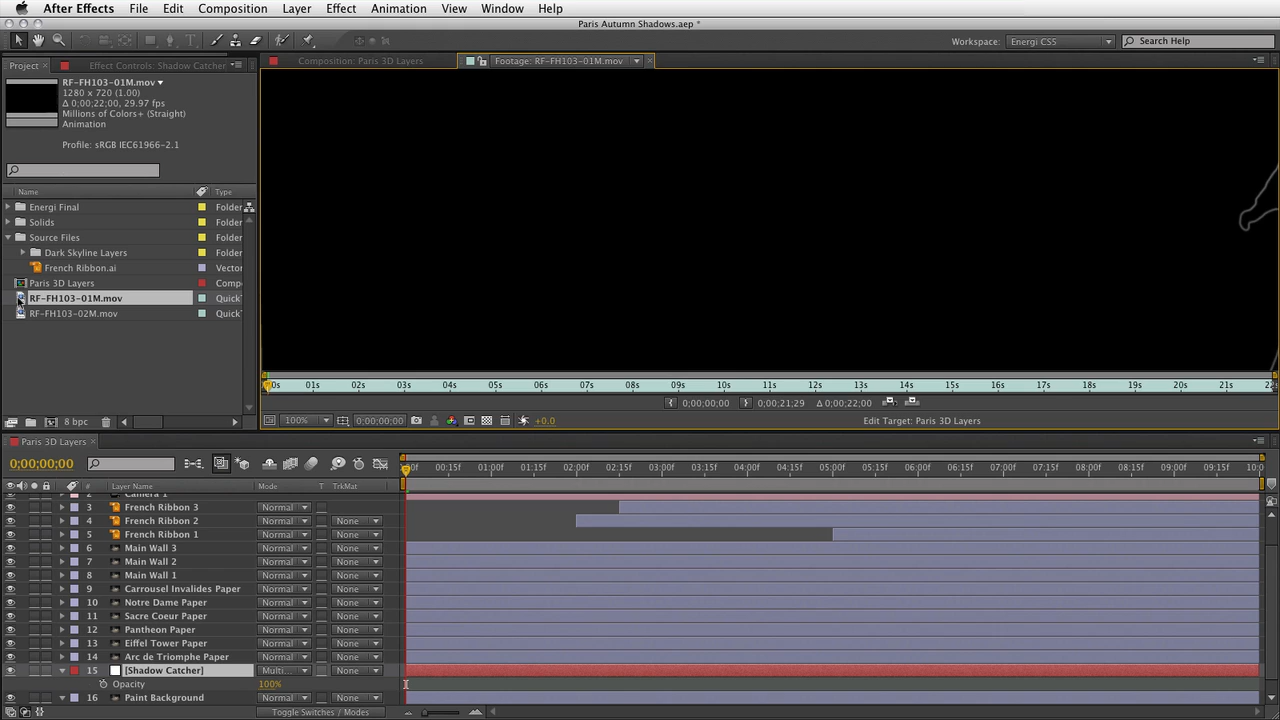 After Effects File Edit Composition Layer Effect Animation View Window Help
Paris Autumn Shadows.aep *
Workspace: Energi CS5 Search Help
Project Effect Controls: Shadow Catcher Composition: Paris 3D Layers Footage: RF-FH103-01M.mov
RF-FH103-01M.mov
1280 x 720 (1.00)
Δ 0;00;22;00, 29.97 fps
Millions of Colors+ (Straight)
Animation
Profile: sRGB IEC61966-2.1
Name Type
Energi Final Folder
Solids Folder
Source Files Folder
Dark Skyline Layers Folder
French Ribbon.ai Vector
Paris 3D Layers Comp
RF-FH103-01M.mov Quick
RF-FH103-02M.mov Quick
01s 02s 03s 04s 05s 06s 07s 08s 09s 10s 11s 12s 13s 14s 15s 16s 17s 18s 19s 20s 21s
0;00;00;00 0;00;21;29 Δ 0;00;22;00
8 bpc 100% 0;00;00;00 +0.0 Edit Target: Paris 3D Layers
Paris 3D Layers
0;00;00;00
00:15f 01:00f 01:15f 02:00f 02:15f 03:00f 03:15f 04:00f 04:15f 05:00f 05:15f 06:00f 06:15f 07:00f 07:15f 08:00f 08:15f 09:00f 09:15f 10:0
# Layer Name Mode T TrkMat
2 Camera 1
3 French Ribbon 3 Normal
4 French Ribbon 2 Normal None
5 French Ribbon 1 Normal None
6 Main Wall 3 Normal None
7 Main Wall 2 Normal None
8 Main Wall 1 Normal None
9 Carrousel Invalides Paper Normal None
10 Notre Dame Paper Normal None
11 Sacre Coeur Paper Normal None
12 Pantheon Paper Normal None
13 Eiffel Tower Paper Normal None
14 Arc de Triomphe Paper Normal None
15 [Shadow Catcher] Multi... None
Opacity 100%
16 Paint Background Normal None
Toggle Switches / Modes